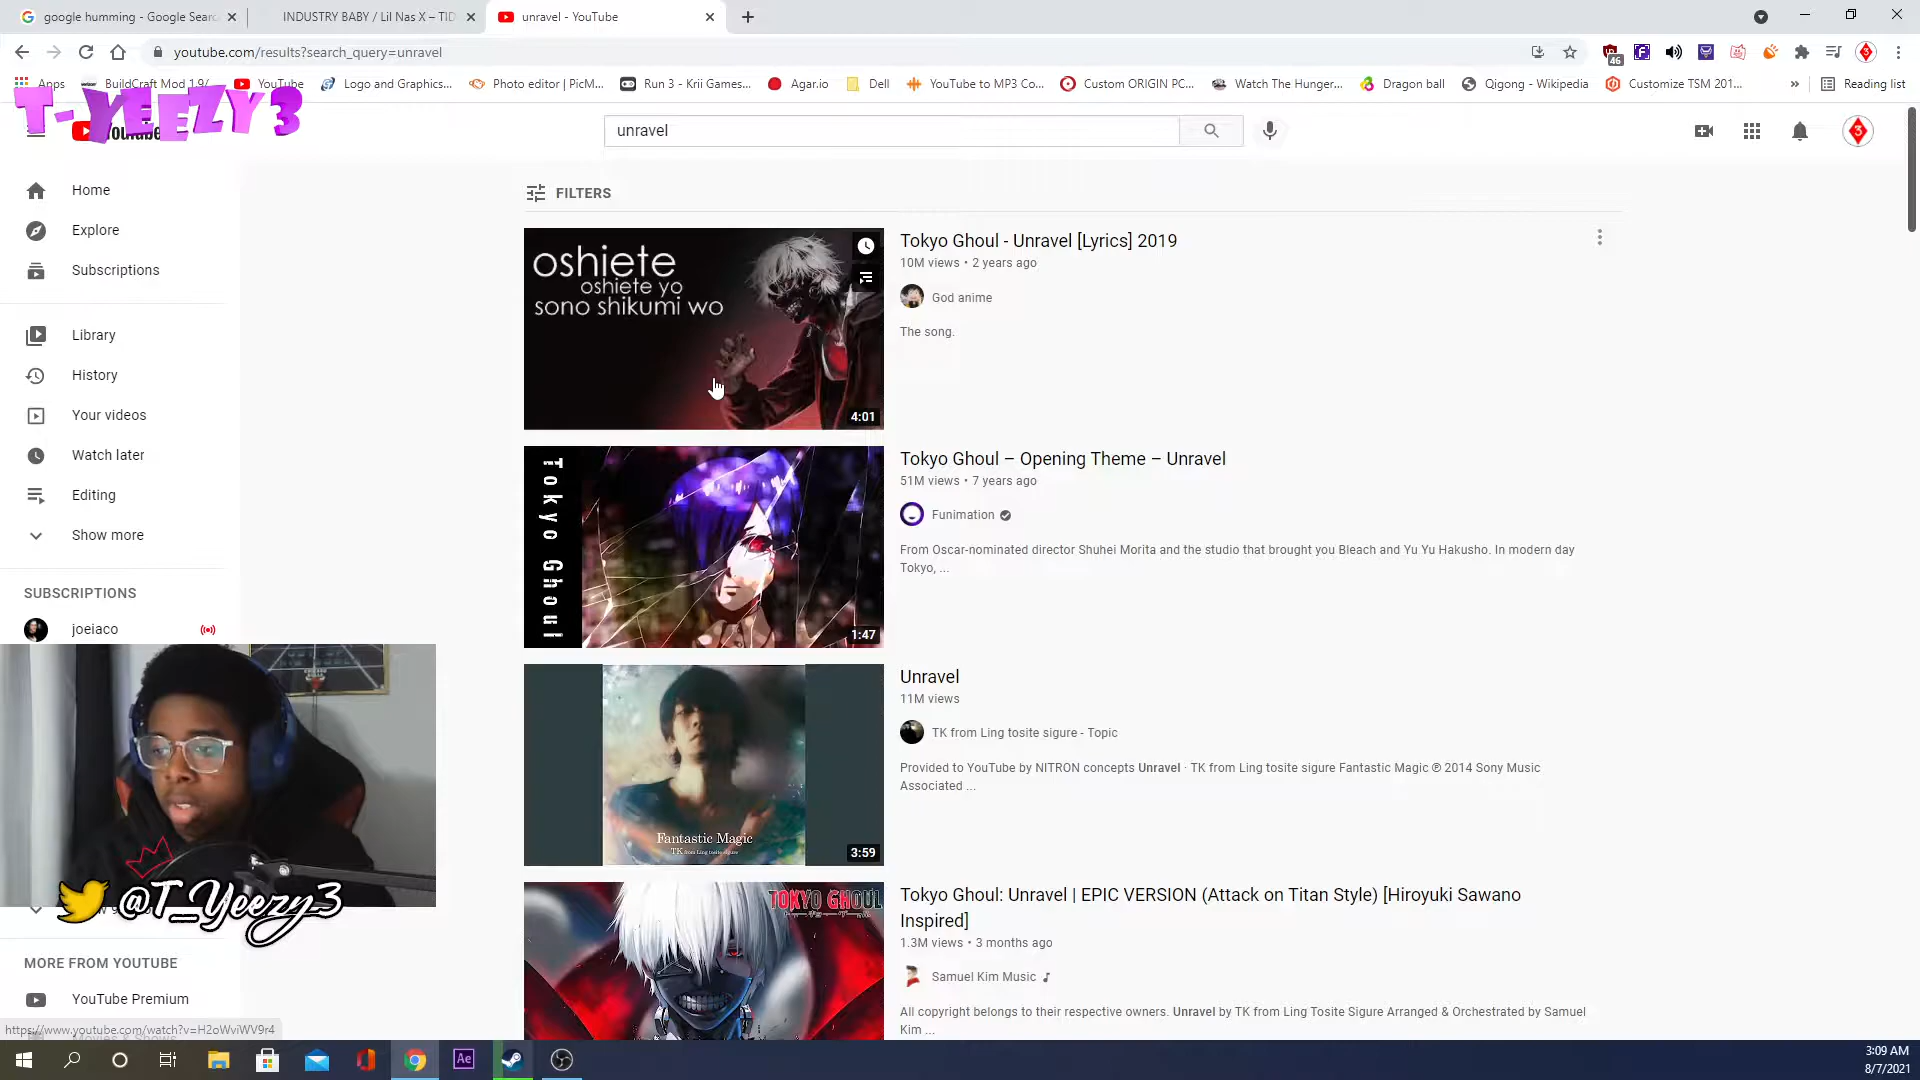 google humming - Google Searc
INDUSTRY BABY / Lil Nas X – TID
unravel - YouTube
youtube.com/results?search_query=unravel
46
Apps
BuildCraft Mod 1.9/
YouTube
Logo and Graphics...
Photo editor | PicM...
Run 3 - Krii Games...
Agar.io
Dell
YouTube to MP3 Co...
Custom ORIGIN PC...
Watch The Hunger...
Dragon ball
Qigong - Wikipedia
Customize TSM 201...
»
Reading list
T-YEEZY 3
unravel
3
Home
Explore
Subscriptions
Library
History
Your videos
Watch later
Editing
Show more
SUBSCRIPTIONS
joeiaco
@T_Yeezy3
MORE FROM YOUTUBE
YouTube Premium
https://www.youtube.com/watch?v=H2oWviWV9r4
FILTERS
oshiete
oshiete yo
sono shikumi wo
4:01
Tokyo Ghoul - Unravel [Lyrics] 2019
10M views • 2 years ago
God anime
The song.
Tokyo Ghoul
1:47
Tokyo Ghoul – Opening Theme – Unravel
51M views • 7 years ago
Funimation
From Oscar-nominated director Shuhei Morita and the studio that brought you Bleach and Yu Yu Hakusho. In modern day
Tokyo, ...
Fantastic Magic
TK from Ling tosite sigure
3:59
Unravel
11M views
TK from Ling tosite sigure - Topic
Provided to YouTube by NITRON concepts Unravel · TK from Ling tosite sigure Fantastic Magic ℗ 2014 Sony Music
Associated ...
TOKYO GHOUL
Tokyo Ghoul: Unravel | EPIC VERSION (Attack on Titan Style) [Hiroyuki Sawano
Inspired]
1.3M views • 3 months ago
Samuel Kim Music
All copyright belongs to their respective owners. Unravel by TK from Ling Tosite Sigure Arranged & Orchestrated by Samuel
Kim ...
Ae
3:09 AM
8/7/2021